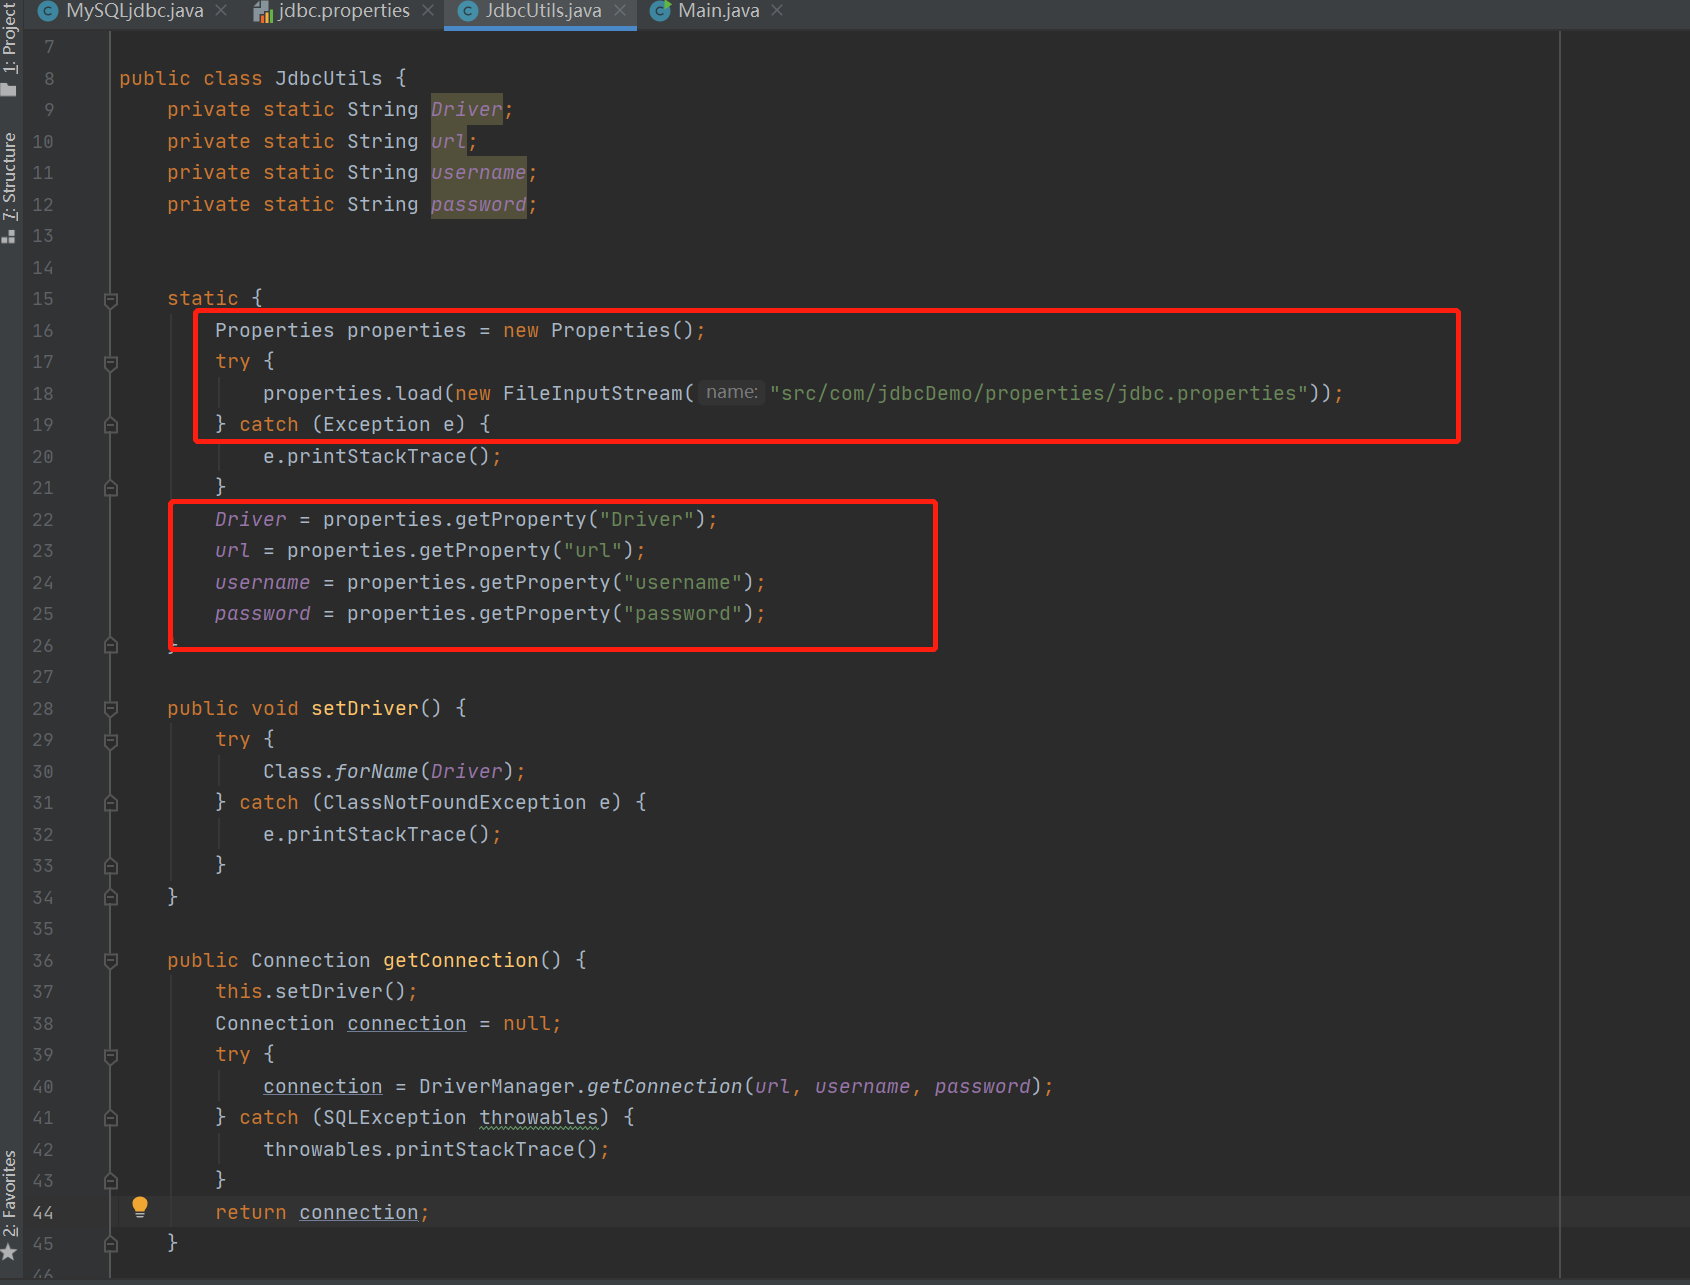 MySQLjdbc.java jdbc.properties JdbcUtils.java Main.java
1: Project
7: Structure
2: Favorites
7
8 public class JdbcUtils {
9 private static String Driver;
10 private static String url;
11 private static String username;
12 private static String password;
13
14
15 static {
16 Properties properties = new Properties();
17 try {
18 properties.load(new FileInputStream( name: "src/com/jdbcDemo/properties/jdbc.properties"));
19 } catch (Exception e) {
20 e.printStackTrace();
21 }
22 Driver = properties.getProperty("Driver");
23 url = properties.getProperty("url");
24 username = properties.getProperty("username");
25 password = properties.getProperty("password");
26 }
27
28 public void setDriver() {
29 try {
30 Class.forName(Driver);
31 } catch (ClassNotFoundException e) {
32 e.printStackTrace();
33 }
34 }
35
36 public Connection getConnection() {
37 this.setDriver();
38 Connection connection = null;
39 try {
40 connection = DriverManager.getConnection(url, username, password);
41 } catch (SQLException throwables) {
42 throwables.printStackTrace();
43 }
44 return connection;
45 }
46